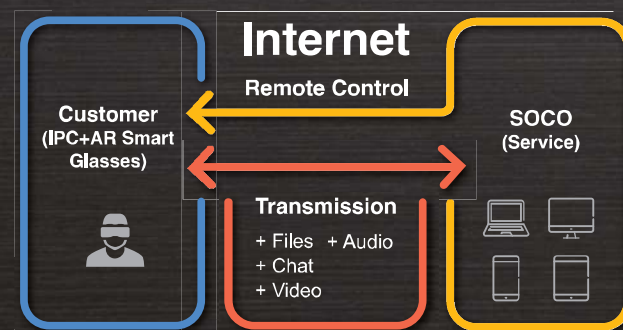 Internet
Remote Control
Customer
(IPC+AR Smart
Glasses)
SOCO
(Service)
Transmission
+ Files + Audio
+ Chat
+ Video